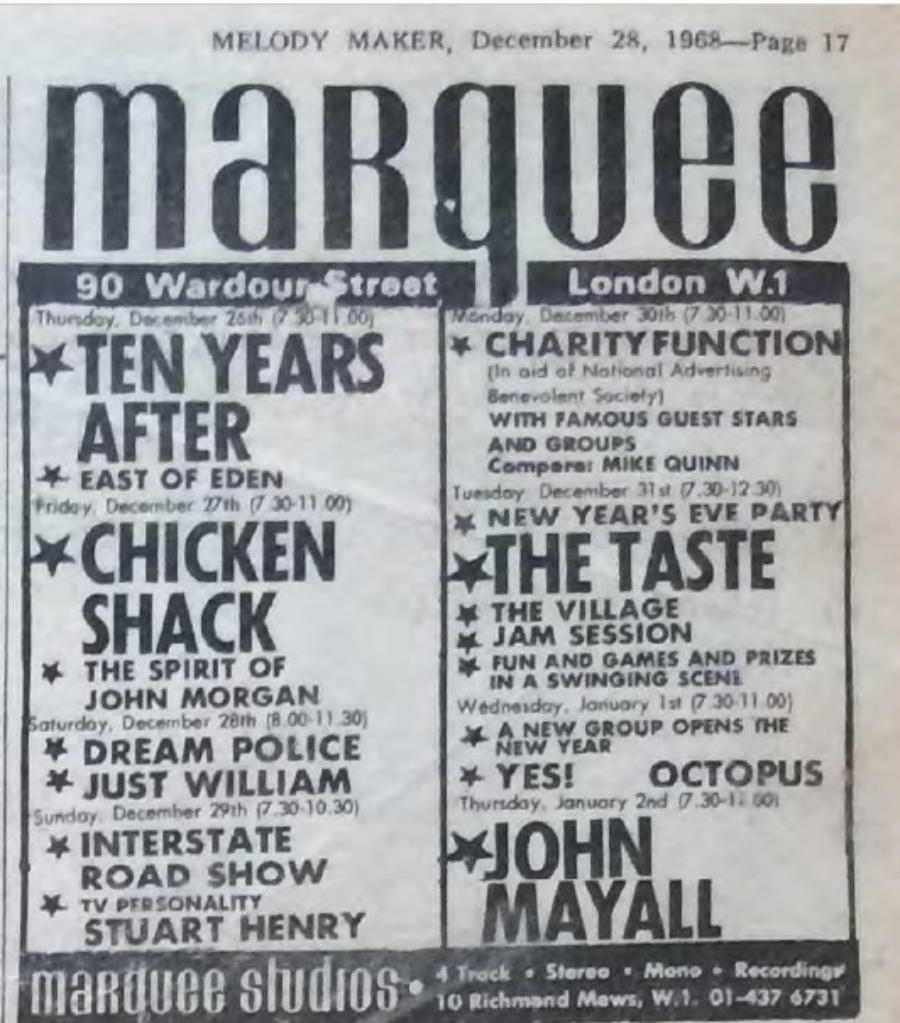 MELODY MAKER, December 28, 1968—Page 17
marquee
90 Wardour Street London W.1
Thursday, December 26th (7.30-11.00)
TEN YEARS
AFTER
EAST OF EDEN
Friday, December 27th (7.30-11.00)
CHICKEN
SHACK
THE SPIRIT OF
JOHN MORGAN
Saturday, December 28th (8.00-11.30)
DREAM POLICE
JUST WILLIAM
Sunday, December 29th (7.30-10.30)
INTERSTATE
ROAD SHOW
TV PERSONALITY
STUART HENRY
Monday, December 30th (7.30-11.00)
CHARITY FUNCTION
(In aid of National Advertising
Benevolent Society)
WITH FAMOUS GUEST STARS
AND GROUPS
Compere: MIKE QUINN
Tuesday, December 31st (7.30-12.30)
NEW YEAR'S EVE PARTY
THE TASTE
THE VILLAGE
JAM SESSION
FUN AND GAMES AND PRIZES
IN A SWINGING SCENE
Wednesday, January 1st (7.30-11.00)
A NEW GROUP OPENS THE
NEW YEAR
YES! OCTOPUS
Thursday, January 2nd (7.30-11.00)
JOHN
MAYALL
marquee studios • 4 Track • Stereo • Mono • Recordings
10 Richmond Mews, W.1. 01-437 6731